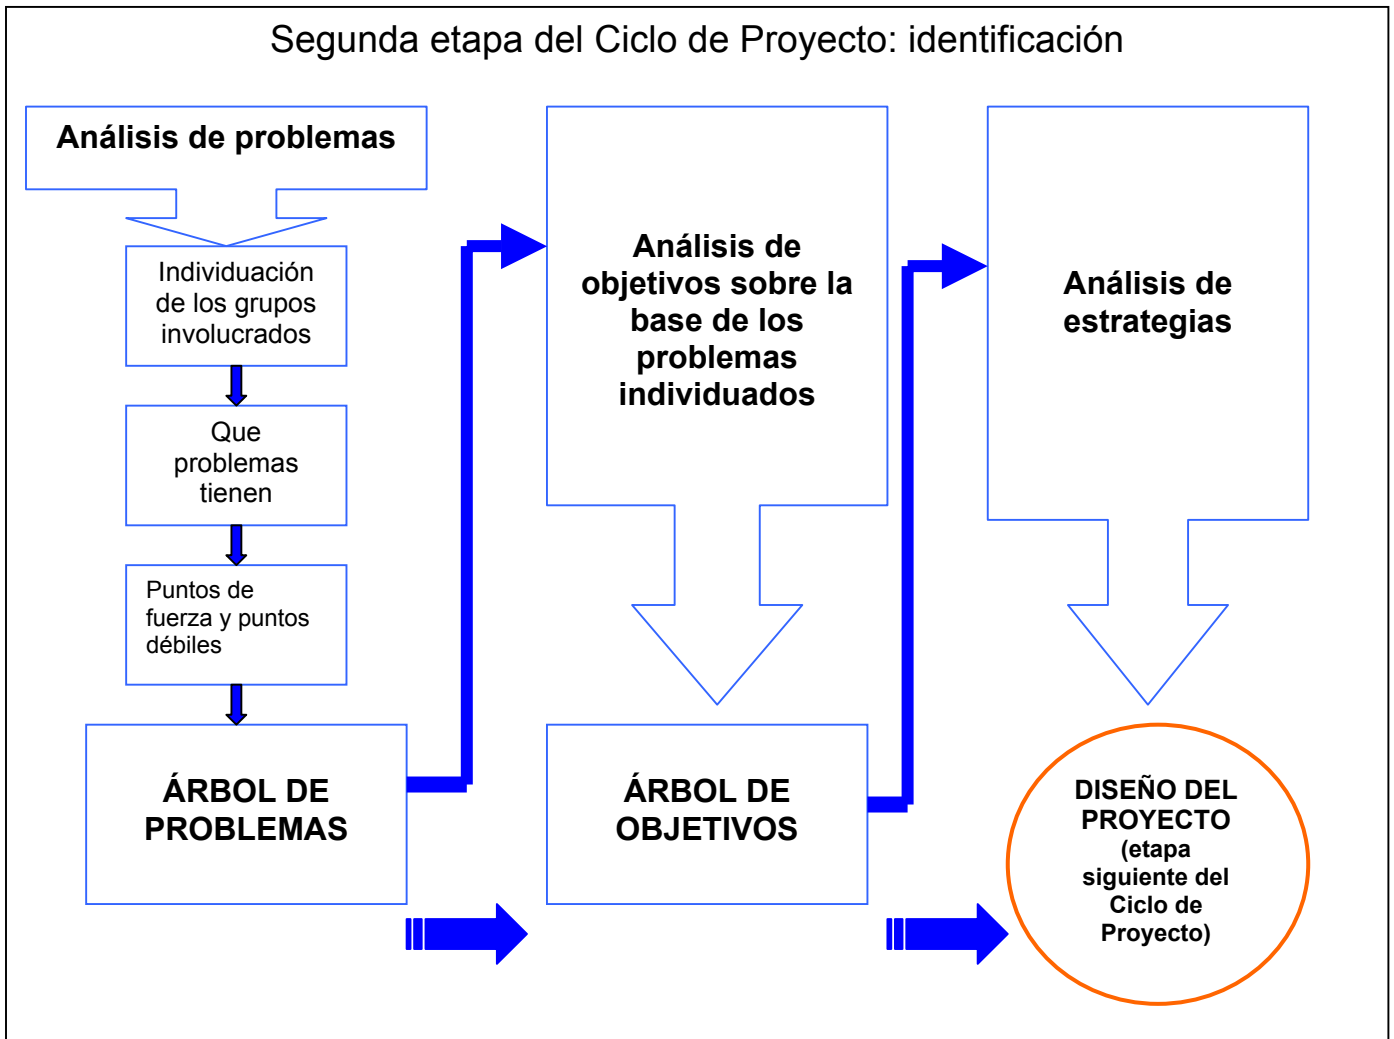 Segunda etapa del Ciclo de Proyecto: identificación
Análisis de problemas
Individuación
de los grupos
involucrados
Que
problemas
tienen
Puntos de
fuerza y puntos
débiles
ÁRBOL DE
PROBLEMAS
Análisis de
objetivos sobre la
base de los
problemas
individuados
ÁRBOL DE
OBJETIVOS
Análisis de
estrategias
DISEÑO DEL
PROYECTO
(etapa
siguiente del
Ciclo de
Proyecto)